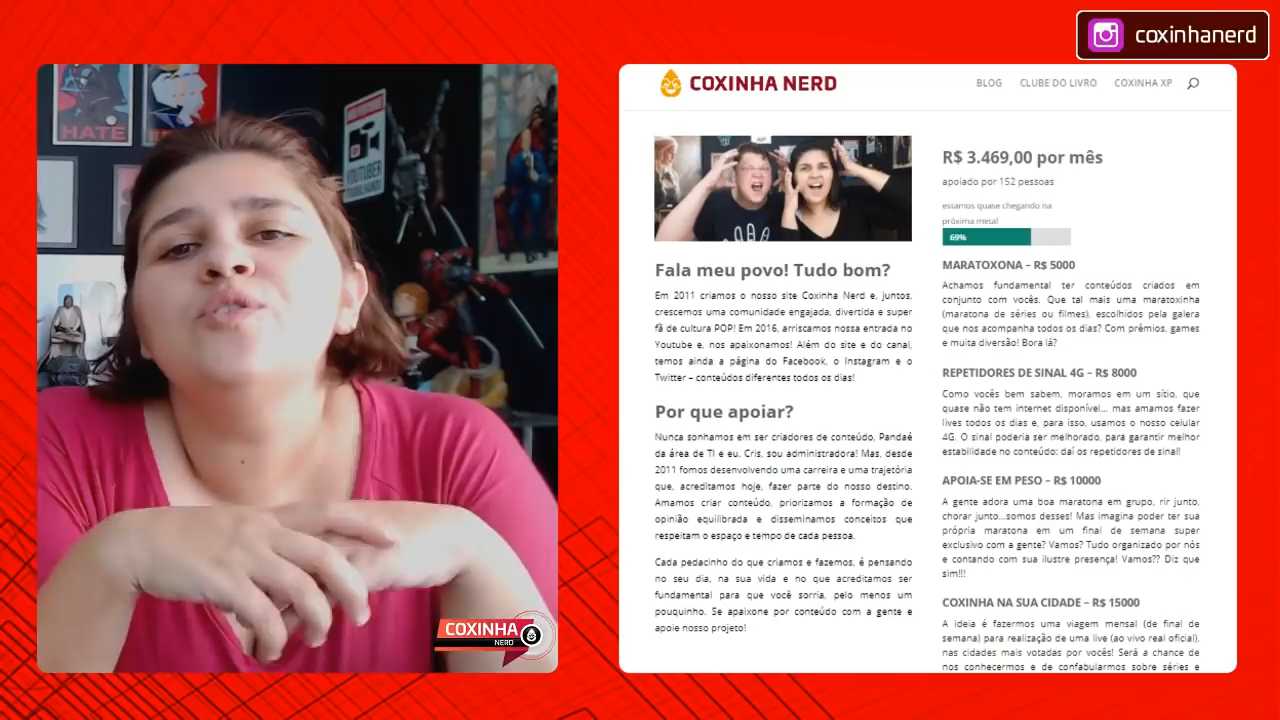 coxinhanerd
HATE
YOUTUBER
COXINHA
NERD
COXINHA NERD
BLOG
CLUBE DO LIVRO
COXINHA XP
Fala meu povo! Tudo bom?
Em 2011 criamos o nosso site Coxinha Nerd e, juntos,
crescemos uma comunidade engajada, divertida e super
fã de cultura POP! Em 2016, arriscamos nossa entrada no
Youtube e, nos apaixonamos! Além do site e do canal,
temos ainda a página do Facebook, o Instagram e o
Twitter – conteúdos diferentes todos os dias!
Por que apoiar?
Nunca sonhamos em ser criadores de conteúdo, Pandaé
da área de TI e eu, Cris, sou administradora! Mas, desde
2011 fomos desenvolvendo uma carreira e uma trajetória
que, acreditamos hoje, fazer parte do nosso destino.
Amamos criar conteúdo, priorizamos a formação de
opinião equilibrada e disseminamos conceitos que
respeitam o espaço e tempo de cada pessoa.
Cada pedacinho do que criamos e fazemos, é pensando
no seu dia, na sua vida e no que acreditamos ser
fundamental para que você sorria, pelo menos um
pouquinho. Se apaixone por conteúdo com a gente e
apoie nosso projeto!
R$ 3.469,00 por mês
apoiado por 152 pessoas
estamos quase chegando na
próxima meta!
69%
MARATOXONA – R$ 5000
Achamos fundamental ter conteúdos criados em
conjunto com vocês. Que tal mais uma maratoxinha
(maratona de séries ou filmes), escolhidos pela galera
que nos acompanha todos os dias? Com prêmios, games
e muita diversão! Bora lá?
REPETIDORES DE SINAL 4G – R$ 8000
Como vocês bem sabem, moramos em um sítio, que
quase não tem internet disponível... mas amamos fazer
lives todos os dias e, para isso, usamos o nosso celular
4G. O sinal poderia ser melhorado, para garantir melhor
estabilidade no conteúdo: daí os repetidores de sinal!
APOIA-SE EM PESO – R$ 10000
A gente adora uma boa maratona em grupo, rir junto,
chorar junto...somos desses! Mas imagina poder ter sua
própria maratona em um final de semana super
exclusivo com a gente? Vamos? Tudo organizado por nós
e contando com sua ilustre presença! Vamos?? Diz que
sim!!!
COXINHA NA SUA CIDADE – R$ 15000
A ideia é fazermos uma viagem mensal (de final de
semana) para realização de uma live (ao vivo real oficial),
nas cidades mais votadas por vocês! Será a chance de
nos conhecermos e de confabularmos sobre séries e